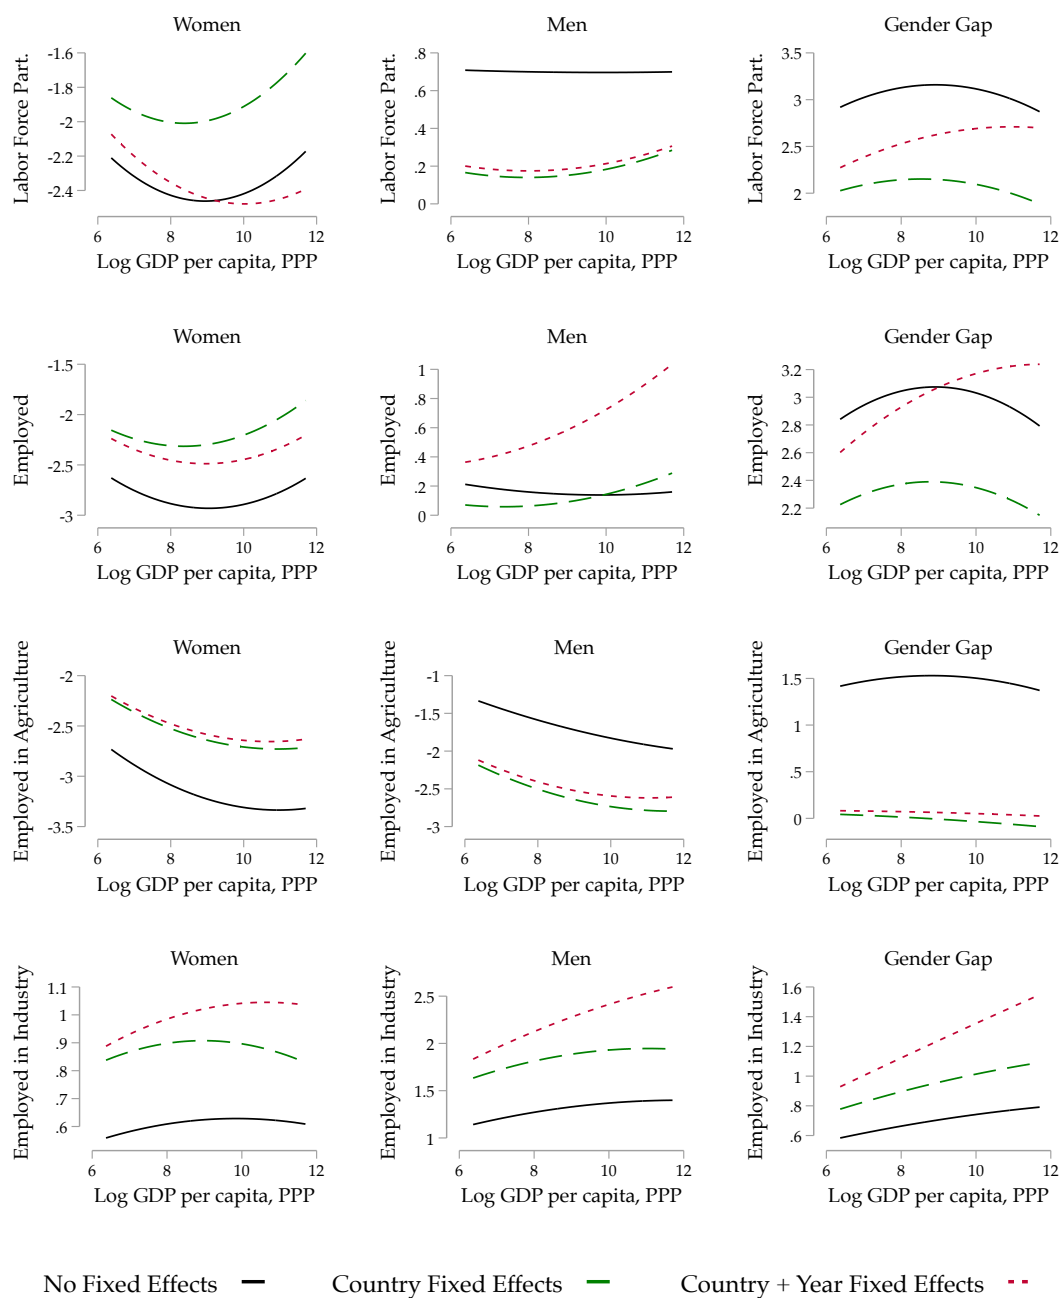 Women
Labor Force Part.
-1.6
-1.8
-2
-2.2
-2.4
6 8 10 12
Log GDP per capita, PPP
Men
Labor Force Part.
.8
.6
.4
.2
0
6 8 10 12
Log GDP per capita, PPP
Gender Gap
Labor Force Part.
3.5
3
2.5
2
6 8 10 12
Log GDP per capita, PPP
Women
Employed
-1.5
-2
-2.5
-3
6 8 10 12
Log GDP per capita, PPP
Men
Employed
1
.8
.6
.4
.2
0
6 8 10 12
Log GDP per capita, PPP
Gender Gap
Employed
3.2
3
2.8
2.6
2.4
2.2
6 8 10 12
Log GDP per capita, PPP
Women
Employed in Agriculture
-2
-2.5
-3
-3.5
6 8 10 12
Log GDP per capita, PPP
Men
Employed in Agriculture
-1
-1.5
-2
-2.5
-3
6 8 10 12
Log GDP per capita, PPP
Gender Gap
Employed in Agriculture
1.5
1
.5
0
6 8 10 12
Log GDP per capita, PPP
Women
Employed in Industry
1.1
1
.9
.8
.7
.6
6 8 10 12
Log GDP per capita, PPP
Men
Employed in Industry
2.5
2
1.5
1
6 8 10 12
Log GDP per capita, PPP
Gender Gap
Employed in Industry
1.6
1.4
1.2
1
.8
.6
6 8 10 12
Log GDP per capita, PPP
No Fixed Effects Country Fixed Effects Country + Year Fixed Effects